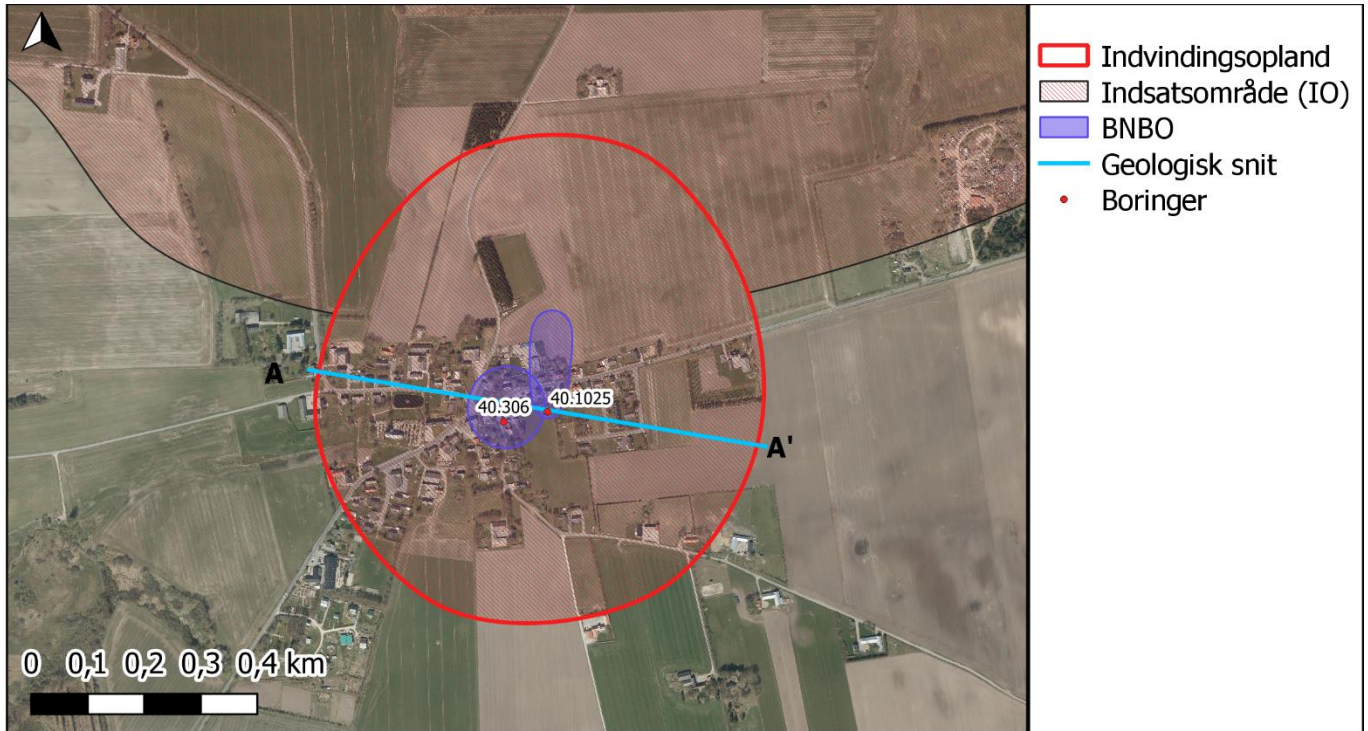 Indvindingsopland
Indsatsområde (IO)
BNBO
Geologisk snit
Boringer
A
40.306
40.1025
A'
0 0,1 0,2 0,3 0,4 km